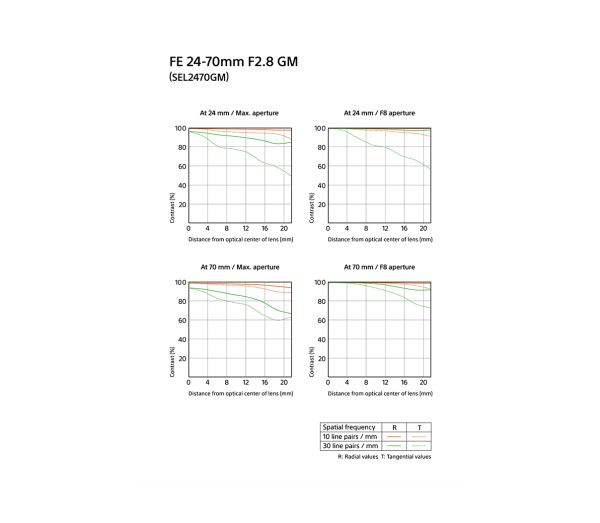 FE 24-70mm F2.8 GM
(SEL2470GM)
At 24 mm / Max. aperture
100
80
60
40
20
Contrast (%)
0 4 8 12 16 20
Distance from optical center of lens (mm)
At 24 mm / F8 aperture
100
80
60
40
20
Contrast (%)
0 4 8 12 16 20
Distance from optical center of lens (mm)
At 70 mm / Max. aperture
100
80
60
40
20
Contrast (%)
0 4 8 12 16 20
Distance from optical center of lens (mm)
At 70 mm / F8 aperture
100
80
60
40
20
Contrast (%)
0 4 8 12 16 20
Distance from optical center of lens (mm)
Spatial frequency R T
10 line pairs / mm
30 line pairs / mm
R: Radial values T: Tangential values